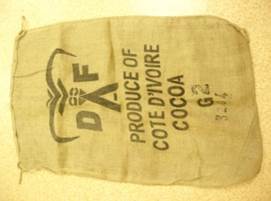 DAF
PRODUCE OF
COTE D'IVOIRE
COCOA
G2
3-14